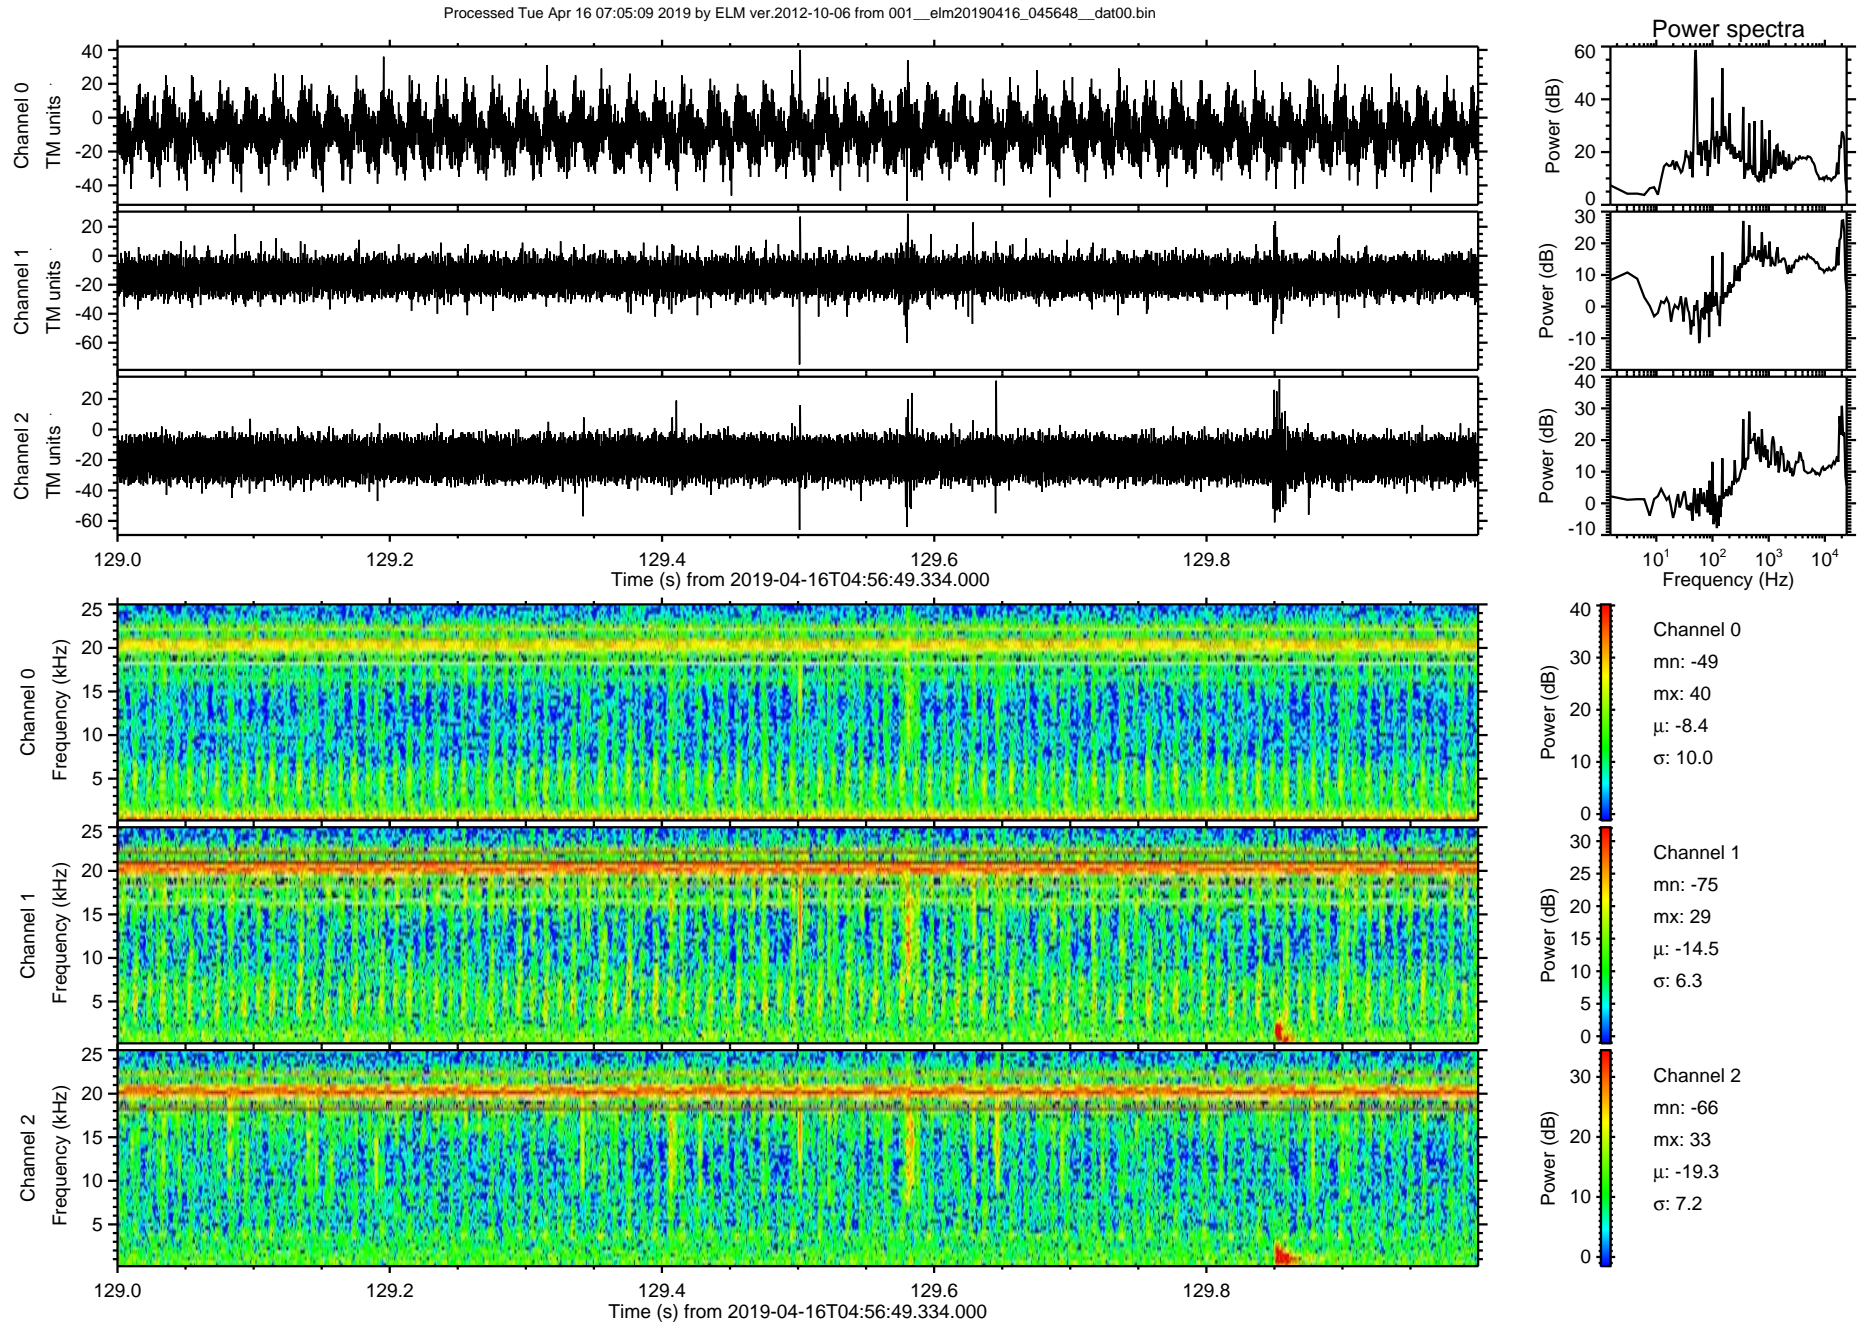 Processed Tue Apr 16 07:05:09 2019 by ELM ver.2012-10-06 from 001__elm20190416_045648__dat00.bin
Power spectra
Channel 0
TM units
40
20
0
-20
-40
Power (dB)
60
40
20
0
Channel 1
TM units
20
0
-20
-40
-60
Power (dB)
30
20
10
0
-10
-20
Channel 2
TM units
20
0
-20
-40
-60
Power (dB)
40
30
20
10
0
-10
129.0 129.2 129.4 129.6 129.8
Time (s) from 2019-04-16T04:56:49.334.000
10^1 10^2 10^3 10^4
Frequency (Hz)
Channel 0
Frequency (kHz)
25
20
15
10
5
Power (dB)
40
30
20
10
0
Channel 0
mn: -49
mx: 40
μ: -8.4
σ: 10.0
Channel 1
Frequency (kHz)
25
20
15
10
5
Power (dB)
30
25
20
15
10
5
0
Channel 1
mn: -75
mx: 29
μ: -14.5
σ: 6.3
Channel 2
Frequency (kHz)
25
20
15
10
5
Power (dB)
30
20
10
0
Channel 2
mn: -66
mx: 33
μ: -19.3
σ: 7.2
129.0 129.2 129.4 129.6 129.8
Time (s) from 2019-04-16T04:56:49.334.000